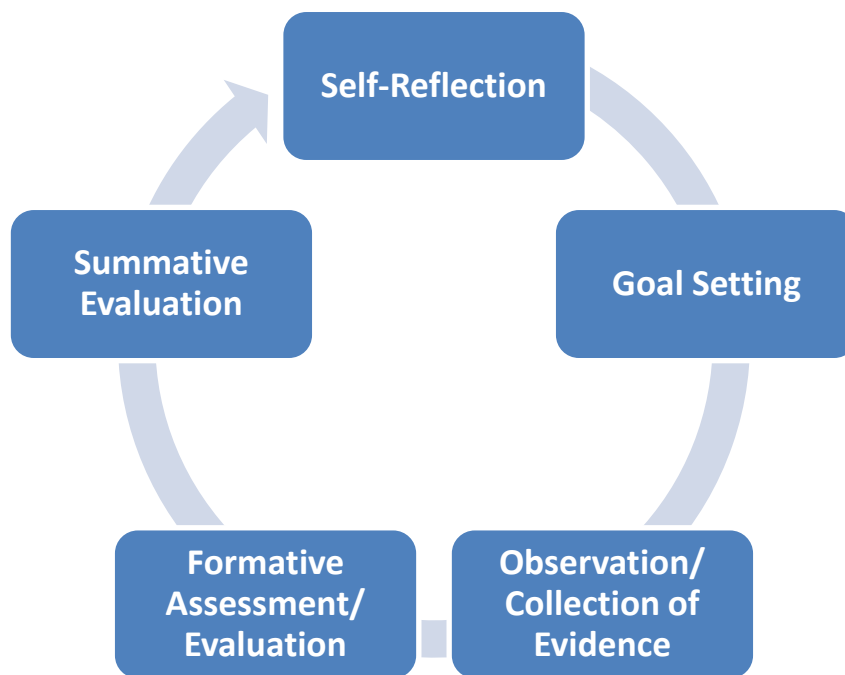 Self-Reflection
Goal Setting
Observation/
Collection of
Evidence
Formative
Assessment/
Evaluation
Summative
Evaluation